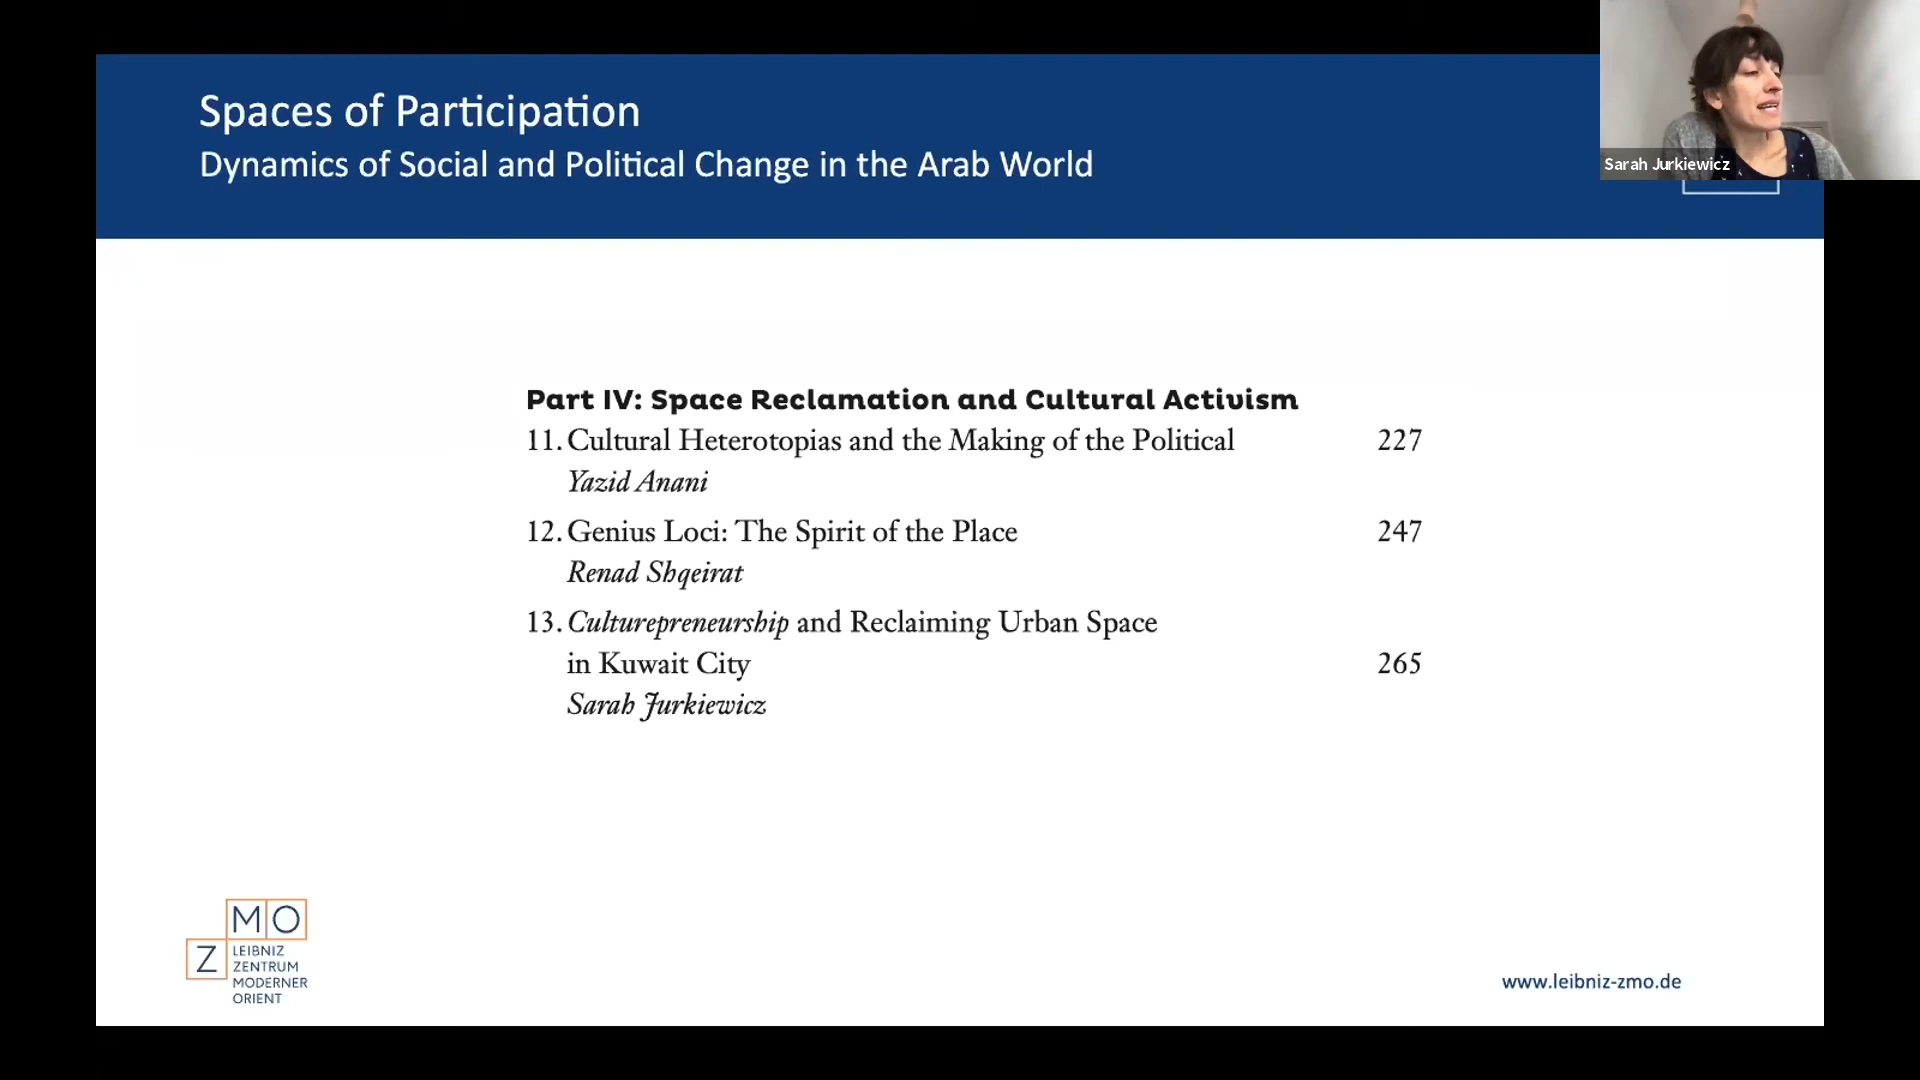 Spaces of Participation
Dynamics of Social and Political Change in the Arab World
Sarah Jurkiewicz
Part IV: Space Reclamation and Cultural Activism
11. Cultural Heterotopias and the Making of the Political 227
Yazid Anani
12. Genius Loci: The Spirit of the Place 247
Renad Shqeirat
13. Culturepreneurship and Reclaiming Urban Space
in Kuwait City 265
Sarah Jurkiewicz
MO
Z
LEIBNIZ
ZENTRUM
MODERNER
ORIENT
www.leibniz-zmo.de